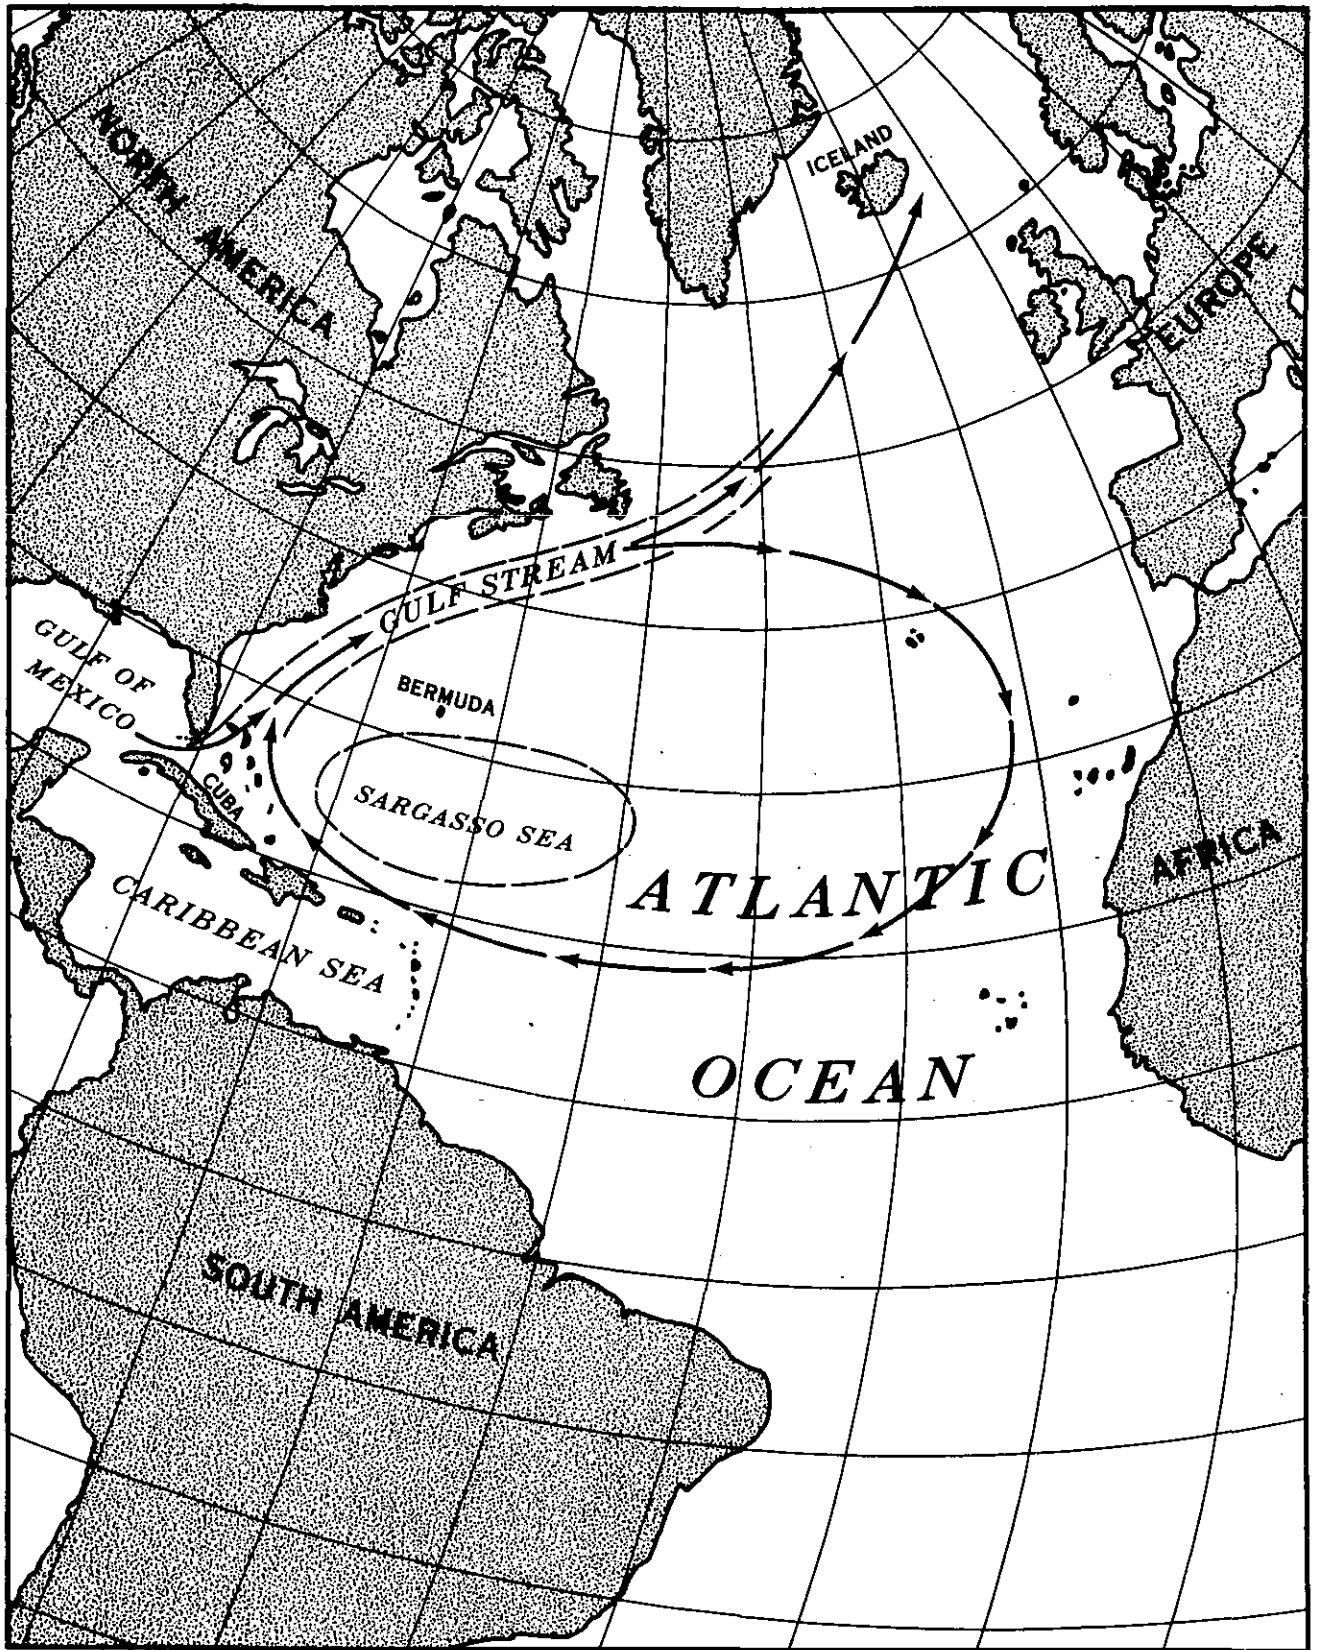 ICELAND
NORTH
AMERICA
EUROPE
GULF STREAM
GULF OF
MEXICO
BERMUDA
CUBA
SARGASSO SEA
AFRICA
ATLANTIC
CARIBBEAN SEA
OCEAN
SOUTH AMERICA